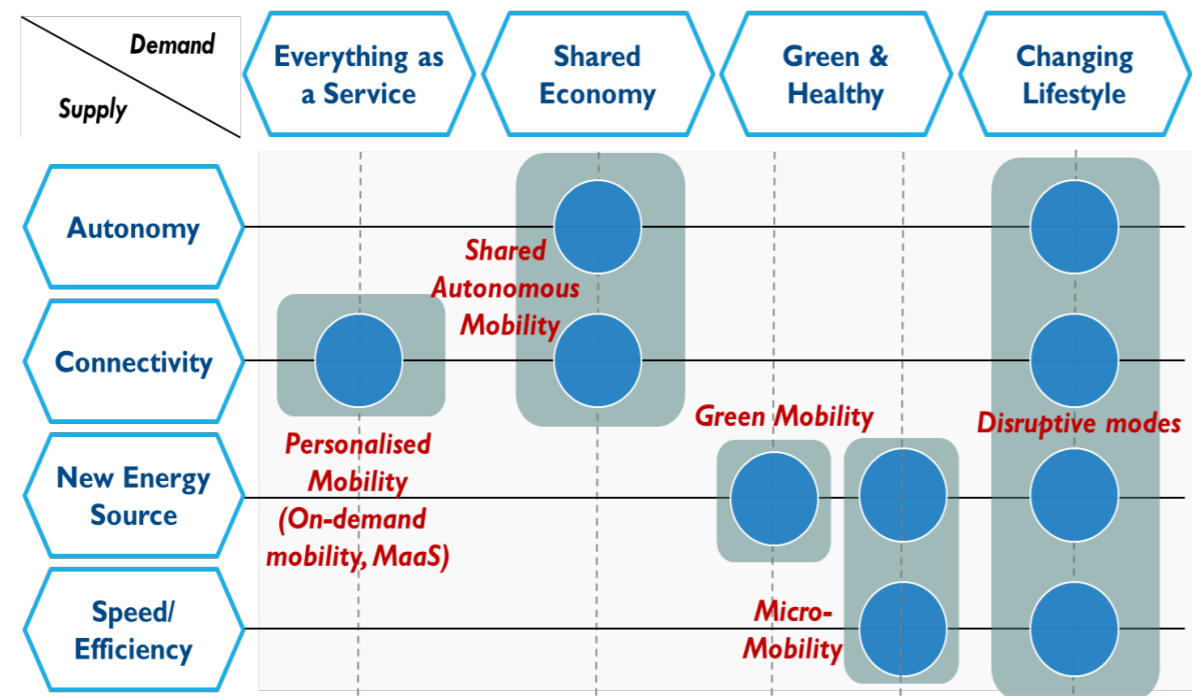 Demand
Supply
Everything as
a Service
Shared
Economy
Green &
Healthy
Changing
Lifestyle
Autonomy
Shared
Autonomous
Mobility
Connectivity
Green Mobility
Disruptive modes
Personalised
Mobility
(On-demand
mobility, MaaS)
New Energy
Source
Speed/
Efficiency
Micro-
Mobility